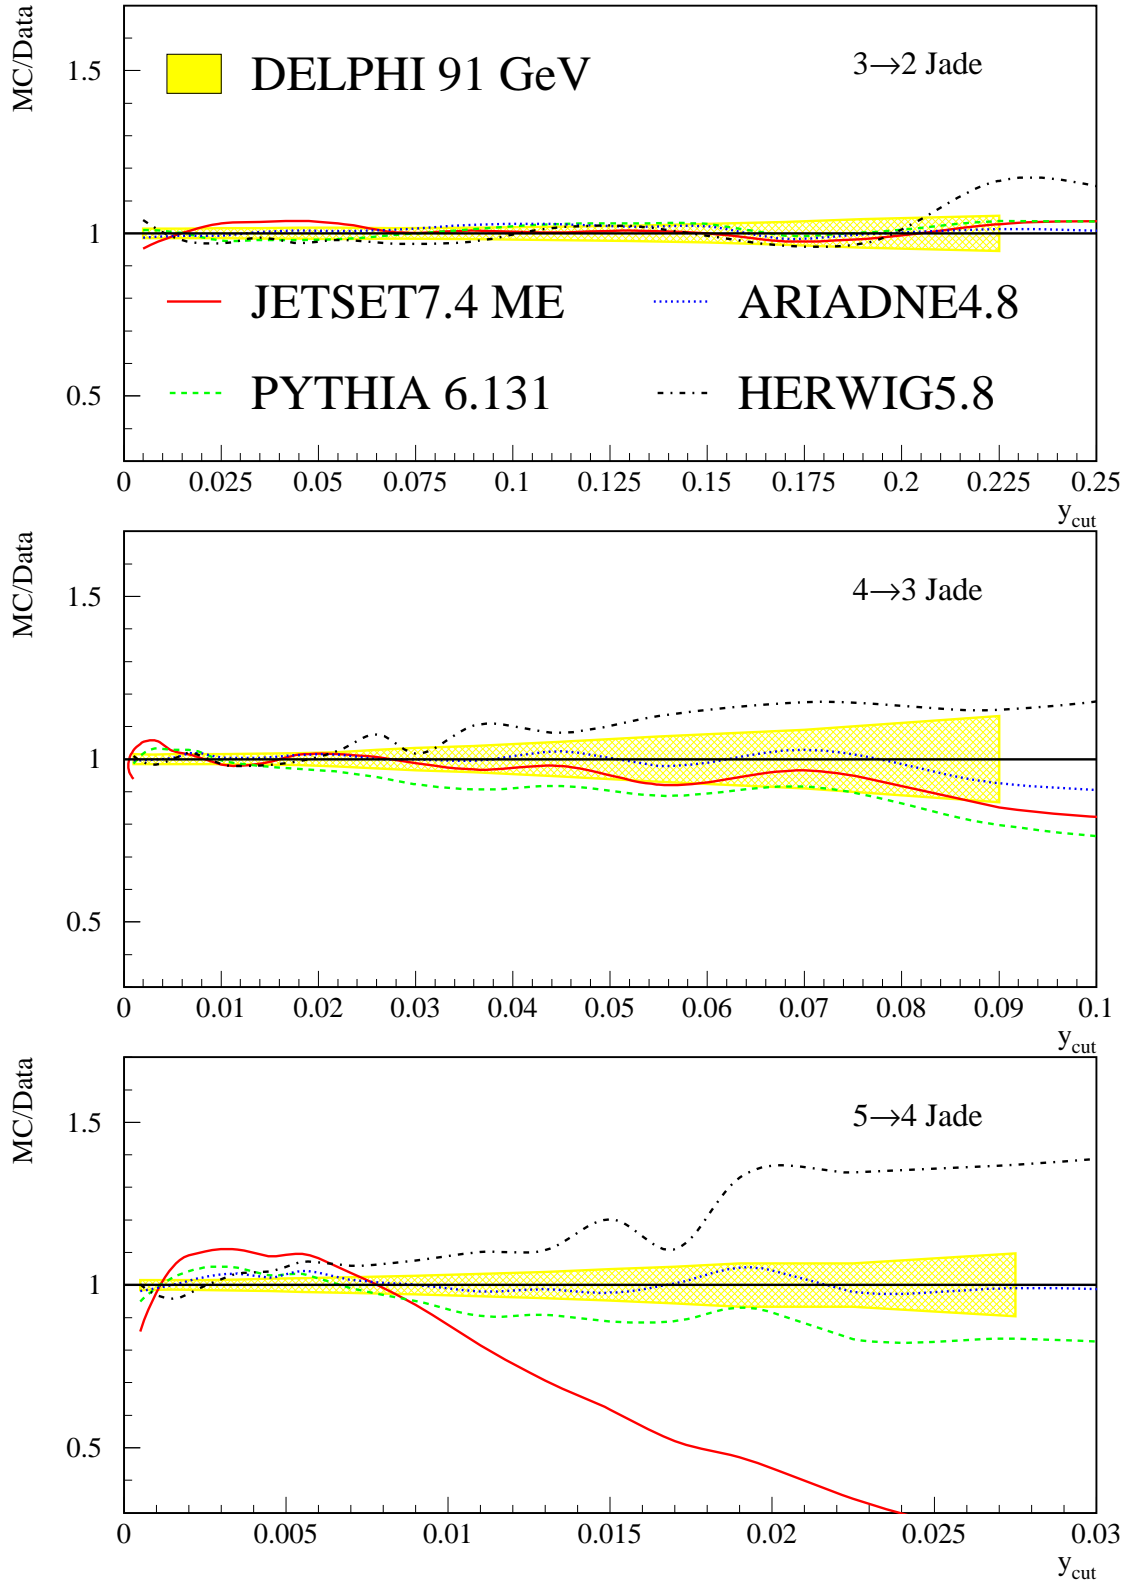 MC/Data
1.5
1
0.5
DELPHI 91 GeV
3→2 Jade
JETSET7.4 ME
ARIADNE4.8
PYTHIA 6.131
HERWIG5.8
0 0.025 0.05 0.075 0.1 0.125 0.15 0.175 0.2 0.225 0.25
y_cut
MC/Data
1.5
1
0.5
4→3 Jade
0 0.01 0.02 0.03 0.04 0.05 0.06 0.07 0.08 0.09 0.1
y_cut
MC/Data
1.5
1
0.5
5→4 Jade
0 0.005 0.01 0.015 0.02 0.025 0.03
y_cut